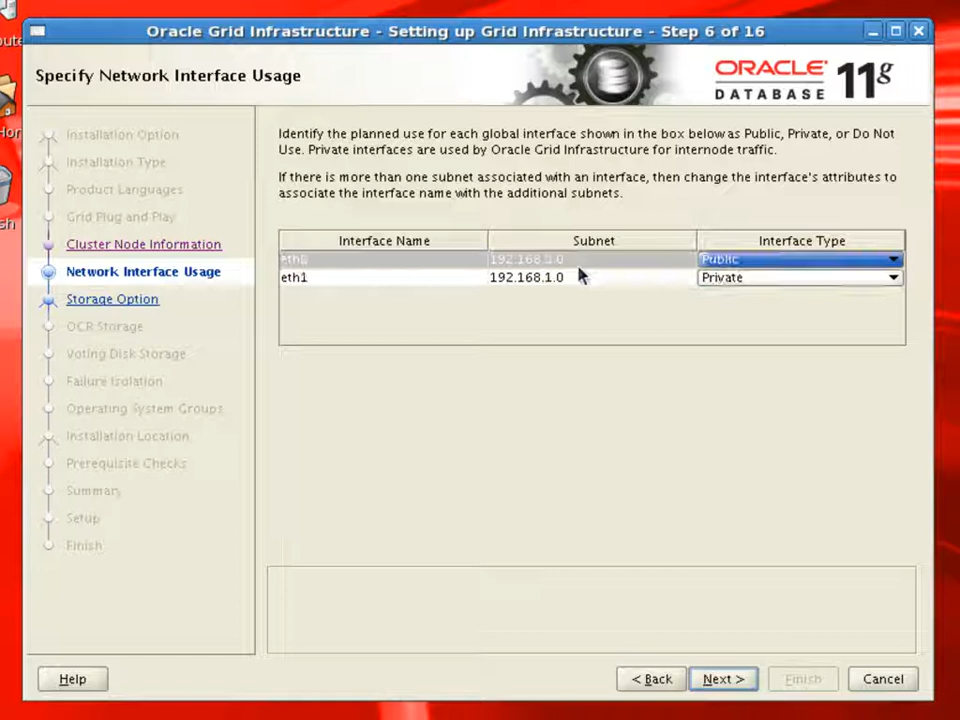 Oracle Grid Infrastructure - Setting up Grid Infrastructure - Step 6 of 16
Specify Network Interface Usage
ORACLE
DATABASE 11g
Installation Option
Installation Type
Product Languages
Grid Plug and Play
Cluster Node Information
Network Interface Usage
Storage Option
OCR Storage
Voting Disk Storage
Failure Isolation
Operating System Groups
Installation Location
Prerequisite Checks
Summary
Setup
Finish
Identify the planned use for each global interface shown in the box below as Public, Private, or Do Not
Use. Private interfaces are used by Oracle Grid Infrastructure for internode traffic.
If there is more than one subnet associated with an interface, then change the interface's attributes to
associate the interface name with the additional subnets.
Interface Name Subnet Interface Type
eth0 Public
eth1 192.168.1.0 Private
Help
< Back
Next >
Finish
Cancel